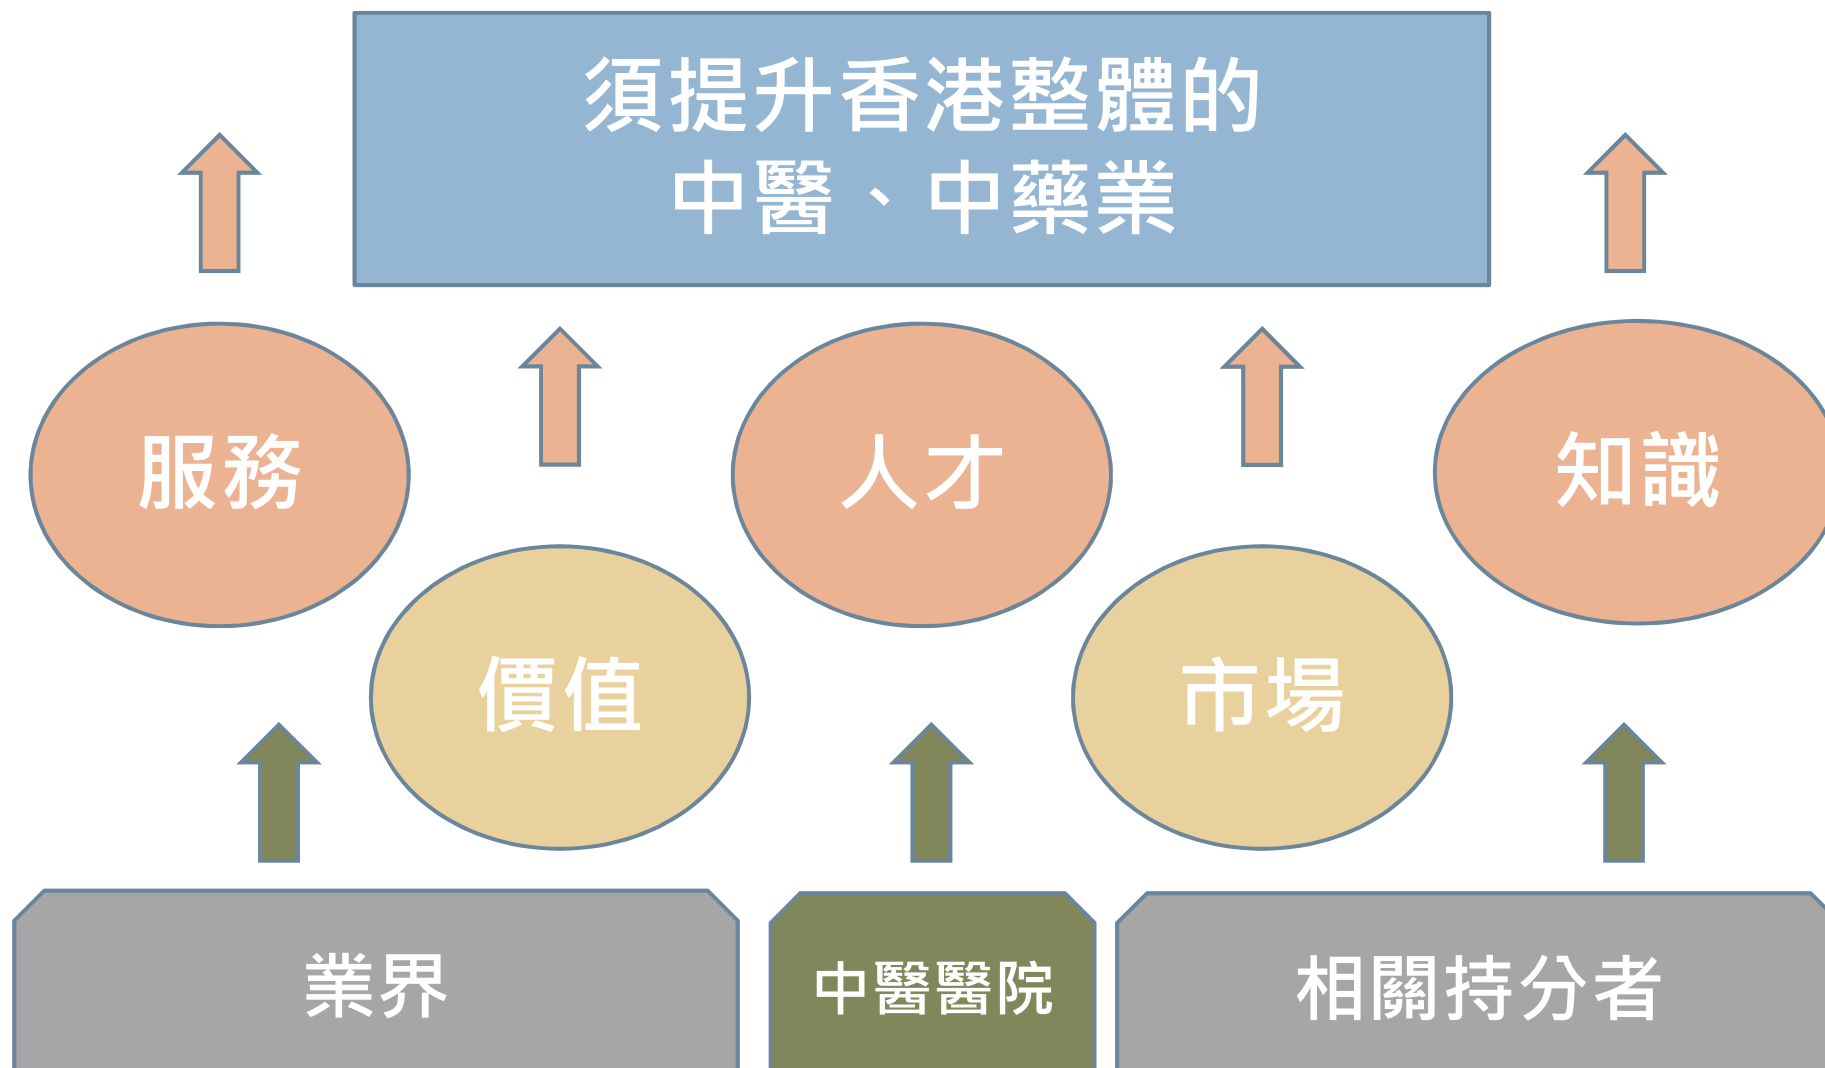 須提升香港整體的
中醫、中藥業
服務
人才
知識
價值
市場
業界
中醫醫院
相關持分者